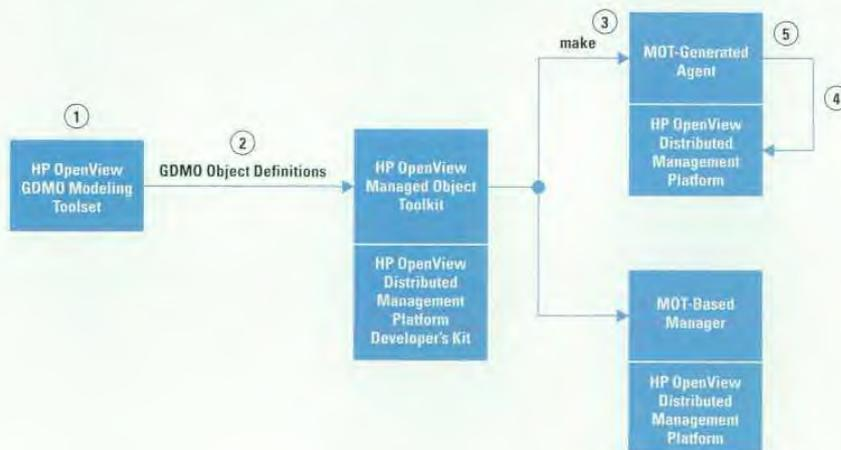 1
HP OpenView
GDMO Modeling
Toolset
2
GDMO Object Definitions
HP OpenView
Managed Object
Toolkit
HP OpenView
Distributed
Management
Platform
Developer's Kit
3
make
MOT-Generated
Agent
5
4
HP OpenView
Distributed
Management
Platform
MOT-Based
Manager
HP OpenView
Distributed
Management
Platform